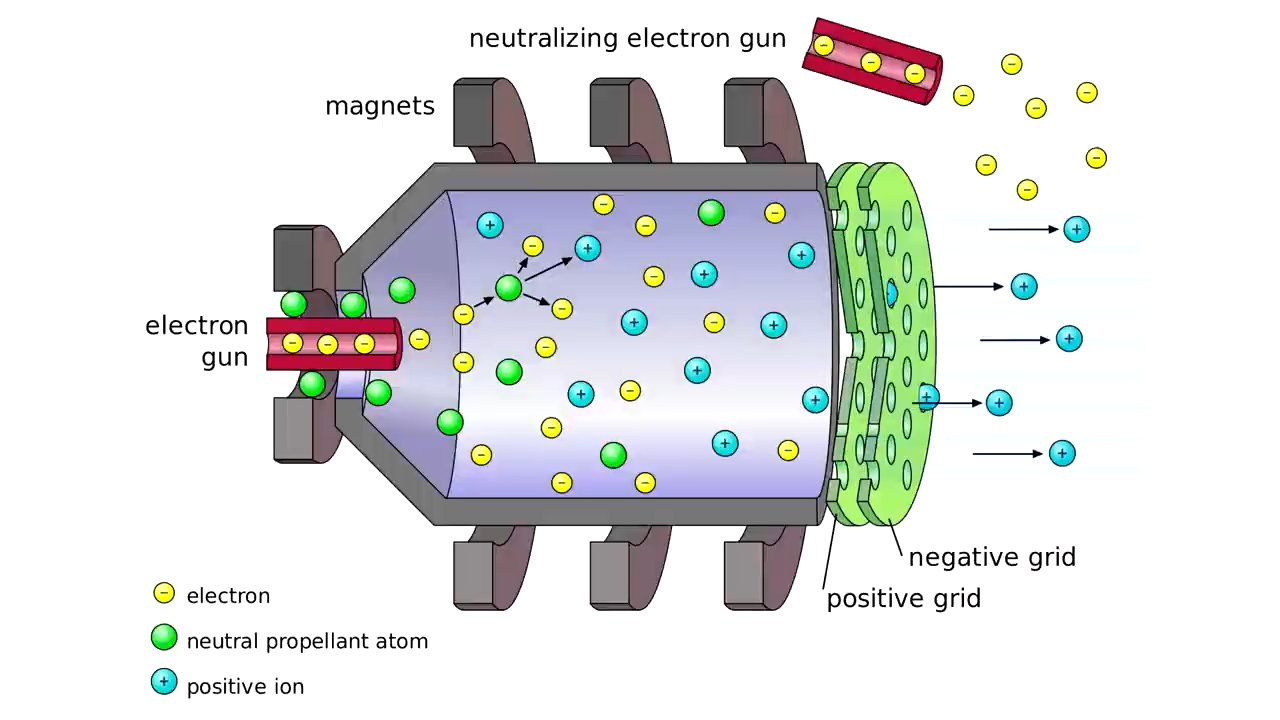 neutralizing electron gun
magnets
electron
gun
negative grid
positive grid
electron
neutral propellant atom
positive ion